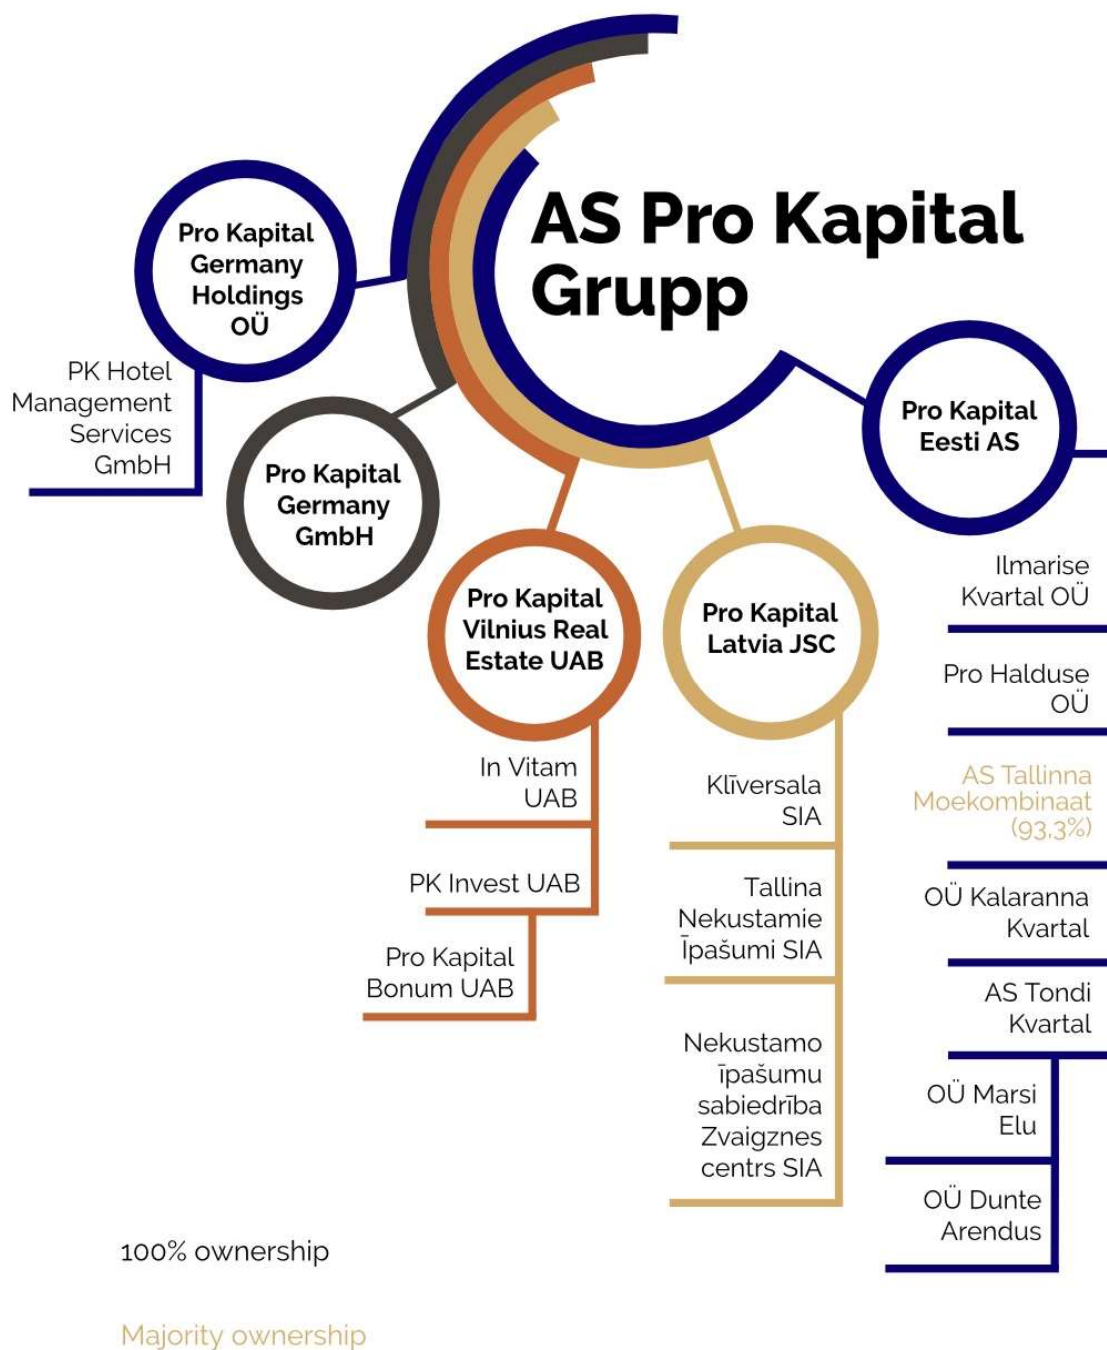 AS Pro Kapital
Grupp
Pro Kapital
Germany
Holdings
OÜ
PK Hotel
Management
Services
GmbH
Pro Kapital
Germany
GmbH
Pro Kapital
Vilnius Real
Estate UAB
In Vitam
UAB
PK Invest UAB
Pro Kapital
Bonum UAB
Pro Kapital
Latvia JSC
Klīversala
SIA
Tallina
Nekustamie
Īpašumi SIA
Nekustamo
īpašumu
sabiedrība
Zvaigznes
centrs SIA
Pro Kapital
Eesti AS
Ilmarise
Kvartal OÜ
Pro Halduse
OÜ
AS Tallinna
Moekombinaat
(93,3%)
OÜ Kalaranna
Kvartal
AS Tondi
Kvartal
OÜ Marsi
Elu
OÜ Dunte
Arendus
100% ownership
Majority ownership